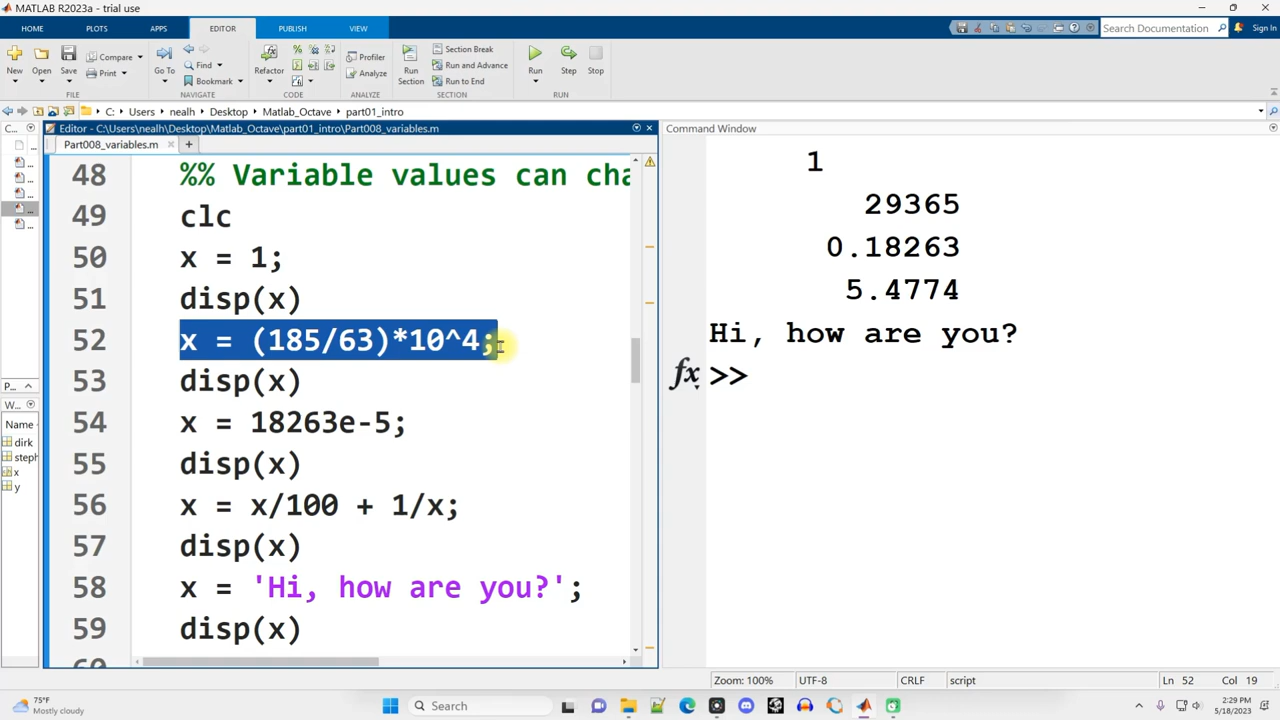 MATLAB R2023a - trial use
HOME PLOTS APPS EDITOR PUBLISH VIEW Search Documentation Sign In
New Open Save Compare Print Go To Find Bookmark Refactor Profiler Analyze Run Section Section Break Run and Advance Run to End Run Step Stop
FILE NAVIGATE CODE ANALYZE SECTION RUN
C: Users nealh Desktop Matlab_Octave part01_intro
C... Editor - C:\Users\nealh\Desktop\Matlab_Octave\part01_intro\Part008_variables.m Command Window
Part008_variables.m
48 %% Variable values can cha
49 clc
50 x = 1;
51 disp(x)
52 x = (185/63)*10^4;
53 disp(x)
54 x = 18263e-5;
55 disp(x)
56 x = x/100 + 1/x;
57 disp(x)
58 x = 'Hi, how are you?';
59 disp(x)
60
P...
W...
Name
dirk
steph
x
y
1
29365
0.18263
5.4774
Hi, how are you?
fx >>
Zoom: 100% UTF-8 CRLF script Ln 52 Col 19
75°F
Mostly cloudy
Search
2:29 PM
5/18/2023